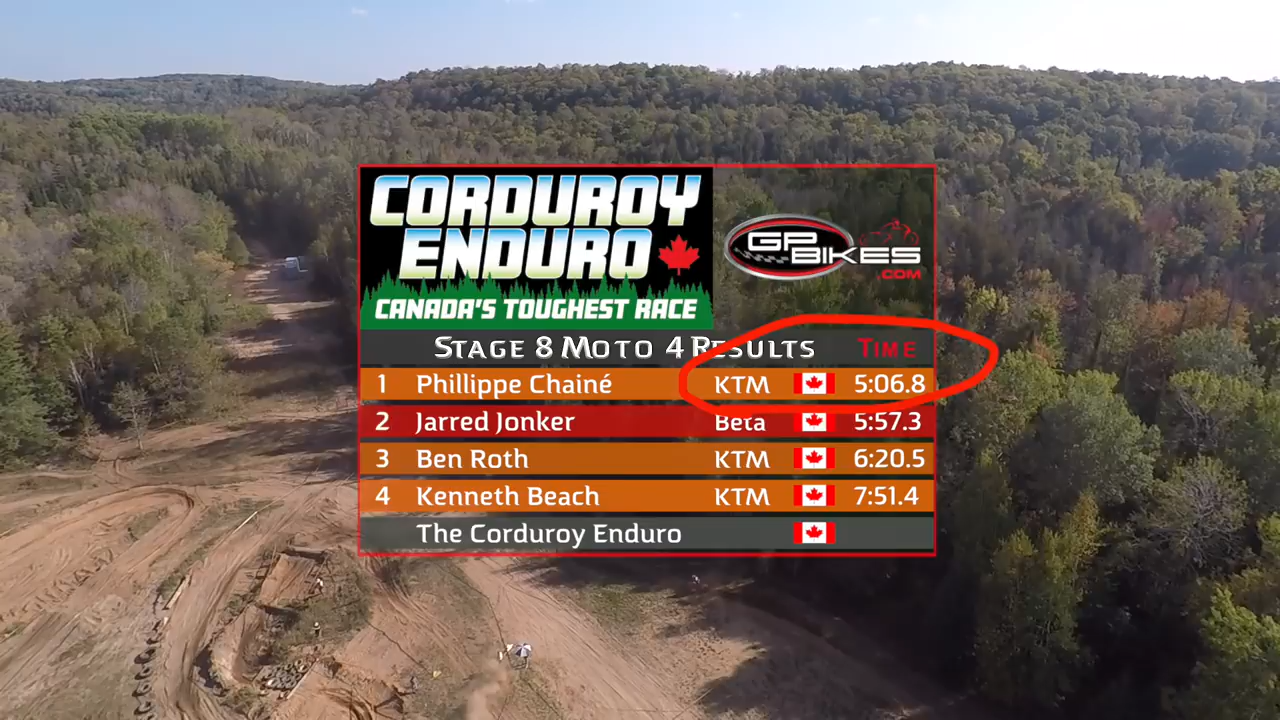 CORDUROY
ENDURO
CANADA'S TOUGHEST RACE
GP
BIKES
.COM
STAGE 8 MOTO 4 RESULTS TIME
1 Phillippe Chainé KTM 5:06.8
2 Jarred Jonker Beta 5:57.3
3 Ben Roth KTM 6:20.5
4 Kenneth Beach KTM 7:51.4
The Corduroy Enduro